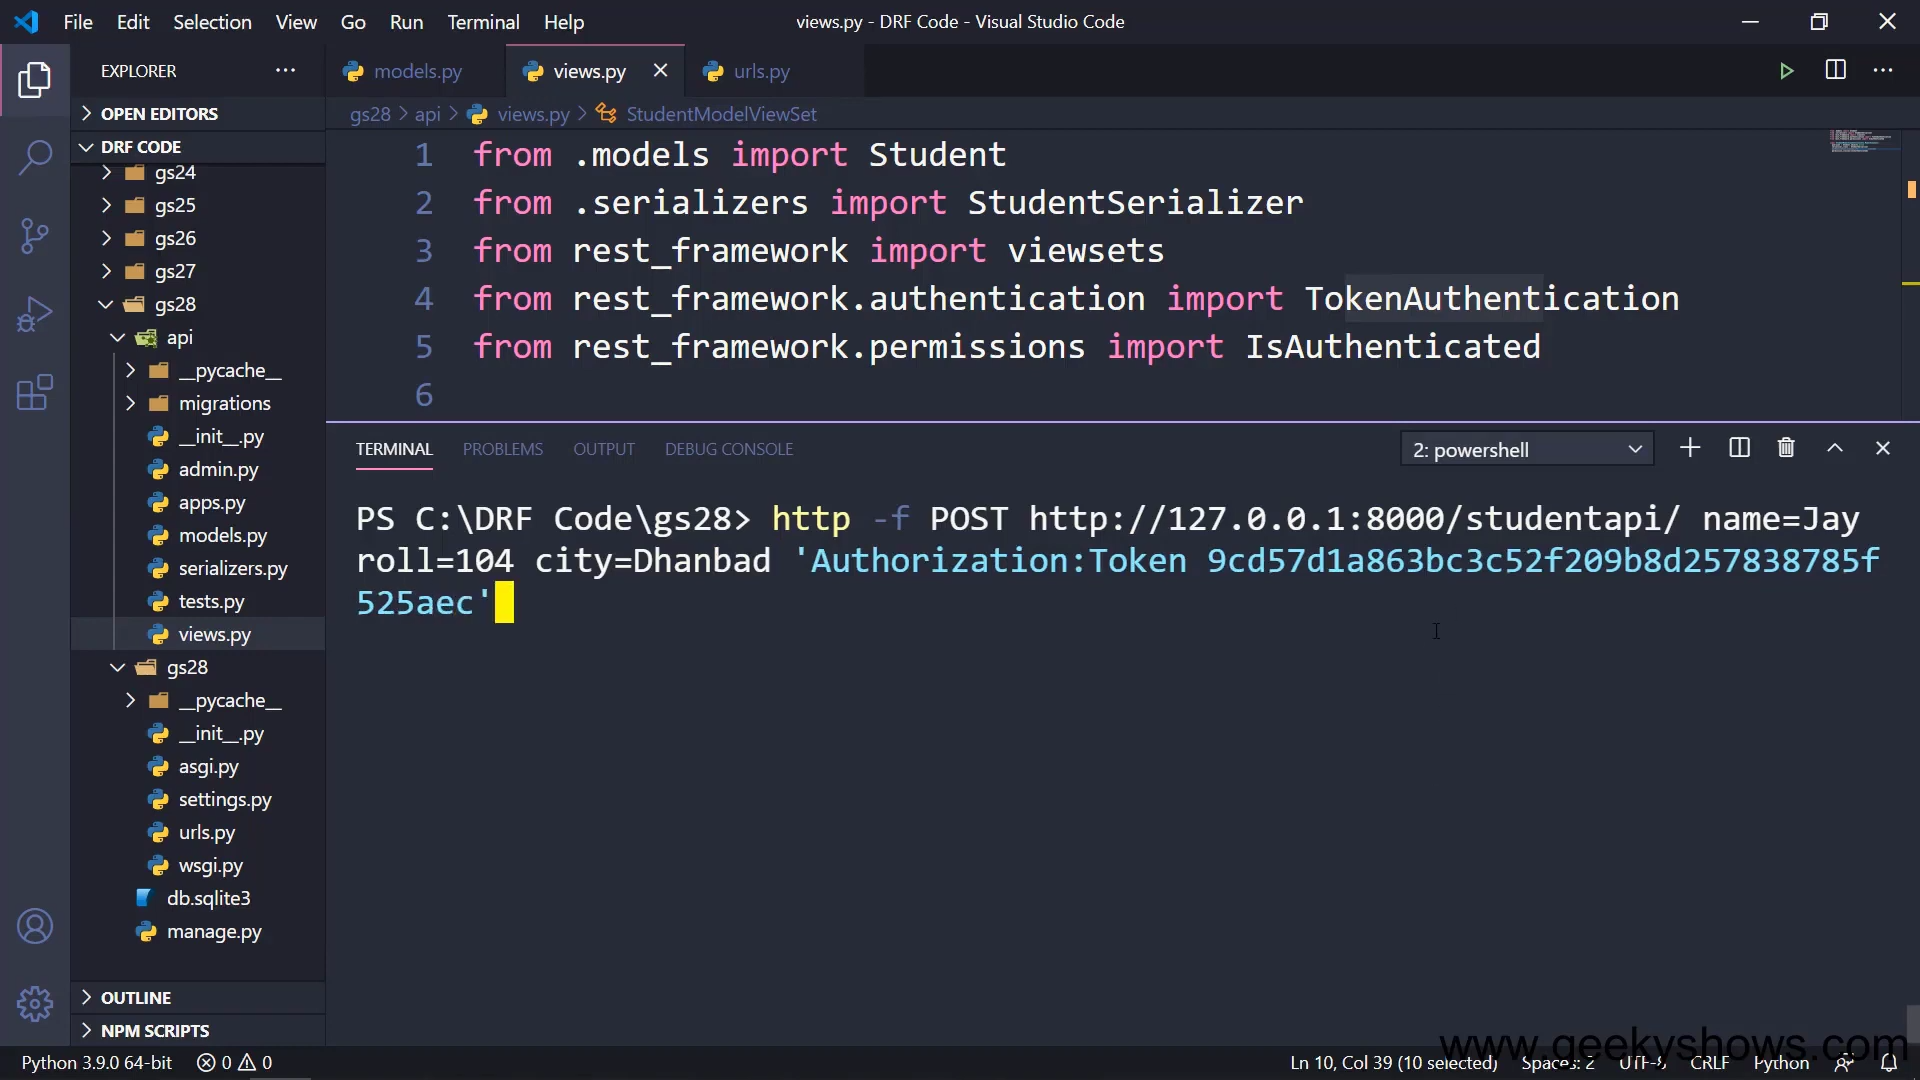 File Edit Selection View Go Run Terminal Help
views.py - DRF Code - Visual Studio Code
EXPLORER
OPEN EDITORS
DRF CODE
gs24
gs25
gs26
gs27
gs28
api
__pycache__
migrations
__init__.py
admin.py
apps.py
models.py
serializers.py
tests.py
views.py
gs28
__pycache__
__init__.py
asgi.py
settings.py
urls.py
wsgi.py
db.sqlite3
manage.py
OUTLINE
NPM SCRIPTS
models.py views.py urls.py
gs28 > api > views.py > StudentModelViewSet
1 from .models import Student
2 from .serializers import StudentSerializer
3 from rest_framework import viewsets
4 from rest_framework.authentication import TokenAuthentication
5 from rest_framework.permissions import IsAuthenticated
6
TERMINAL PROBLEMS OUTPUT DEBUG CONSOLE
2: powershell
PS C:\DRF Code\gs28> http -f POST http://127.0.0.1:8000/studentapi/ name=Jay
roll=104 city=Dhanbad 'Authorization:Token 9cd57d1a863bc3c52f209b8d257838785f
525aec'
www.geekyshows.com
Python 3.9.0 64-bit 0 0
Ln 10, Col 39 (10 selected) Spaces: 2 UTF-8 CRLF Python